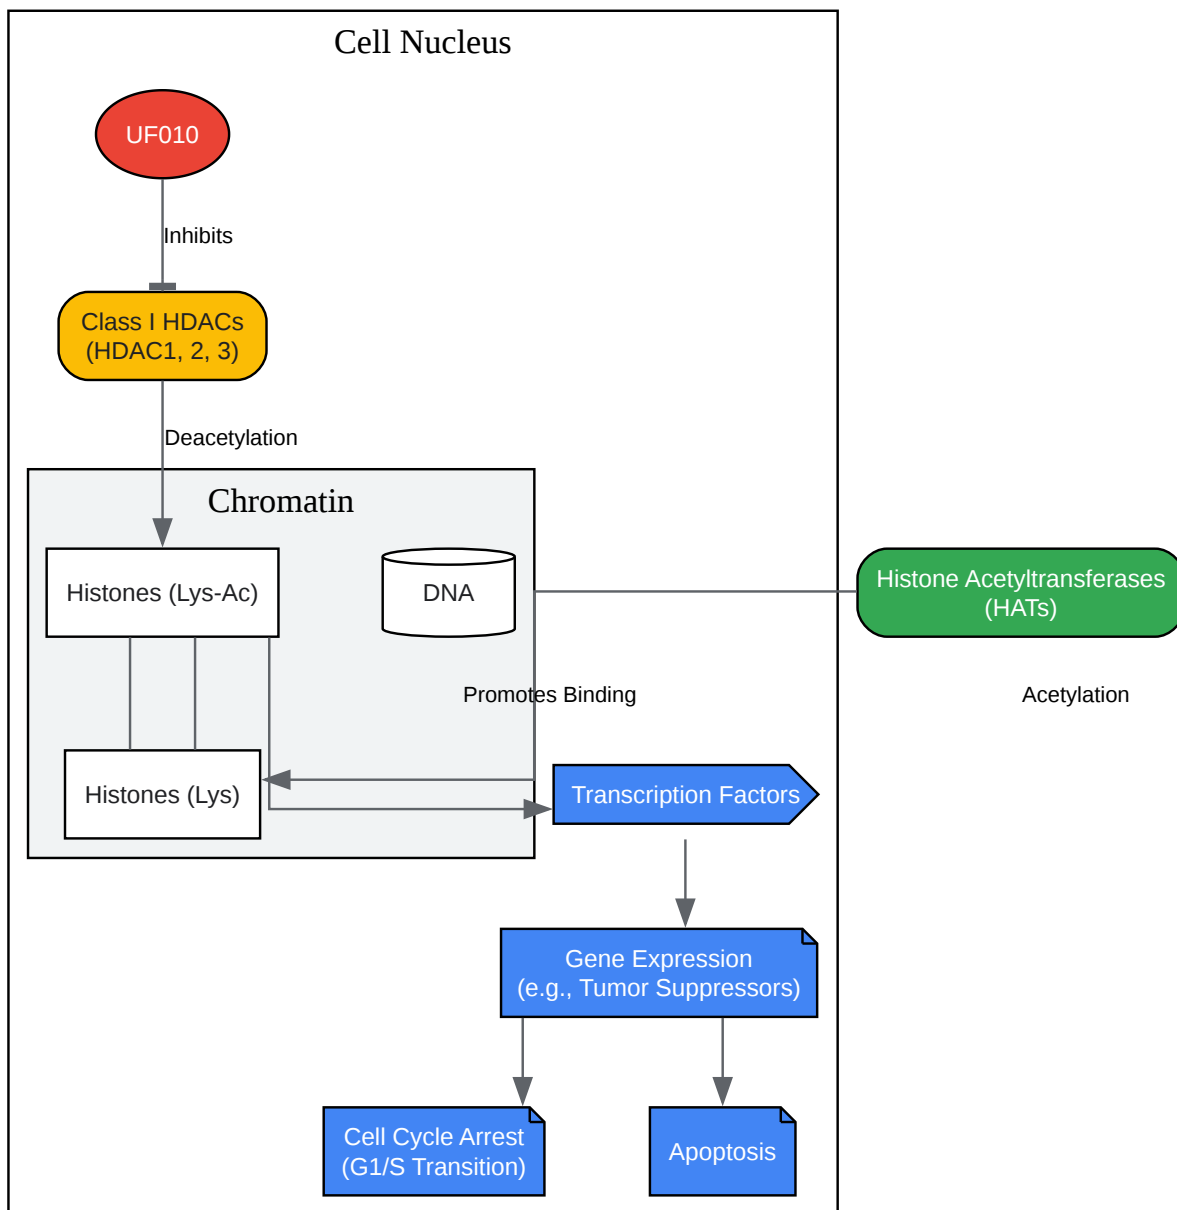 Cell Nucleus
UF010
Inhibits
Class I HDACs
(HDAC1, 2, 3)
Deacetylation
Chromatin
Histones (Lys-Ac)
DNA
Histone Acetyltransferases
(HATs)
Promotes Binding
Acetylation
Histones (Lys)
Transcription Factors
Gene Expression
(e.g., Tumor Suppressors)
Cell Cycle Arrest
(G1/S Transition)
Apoptosis